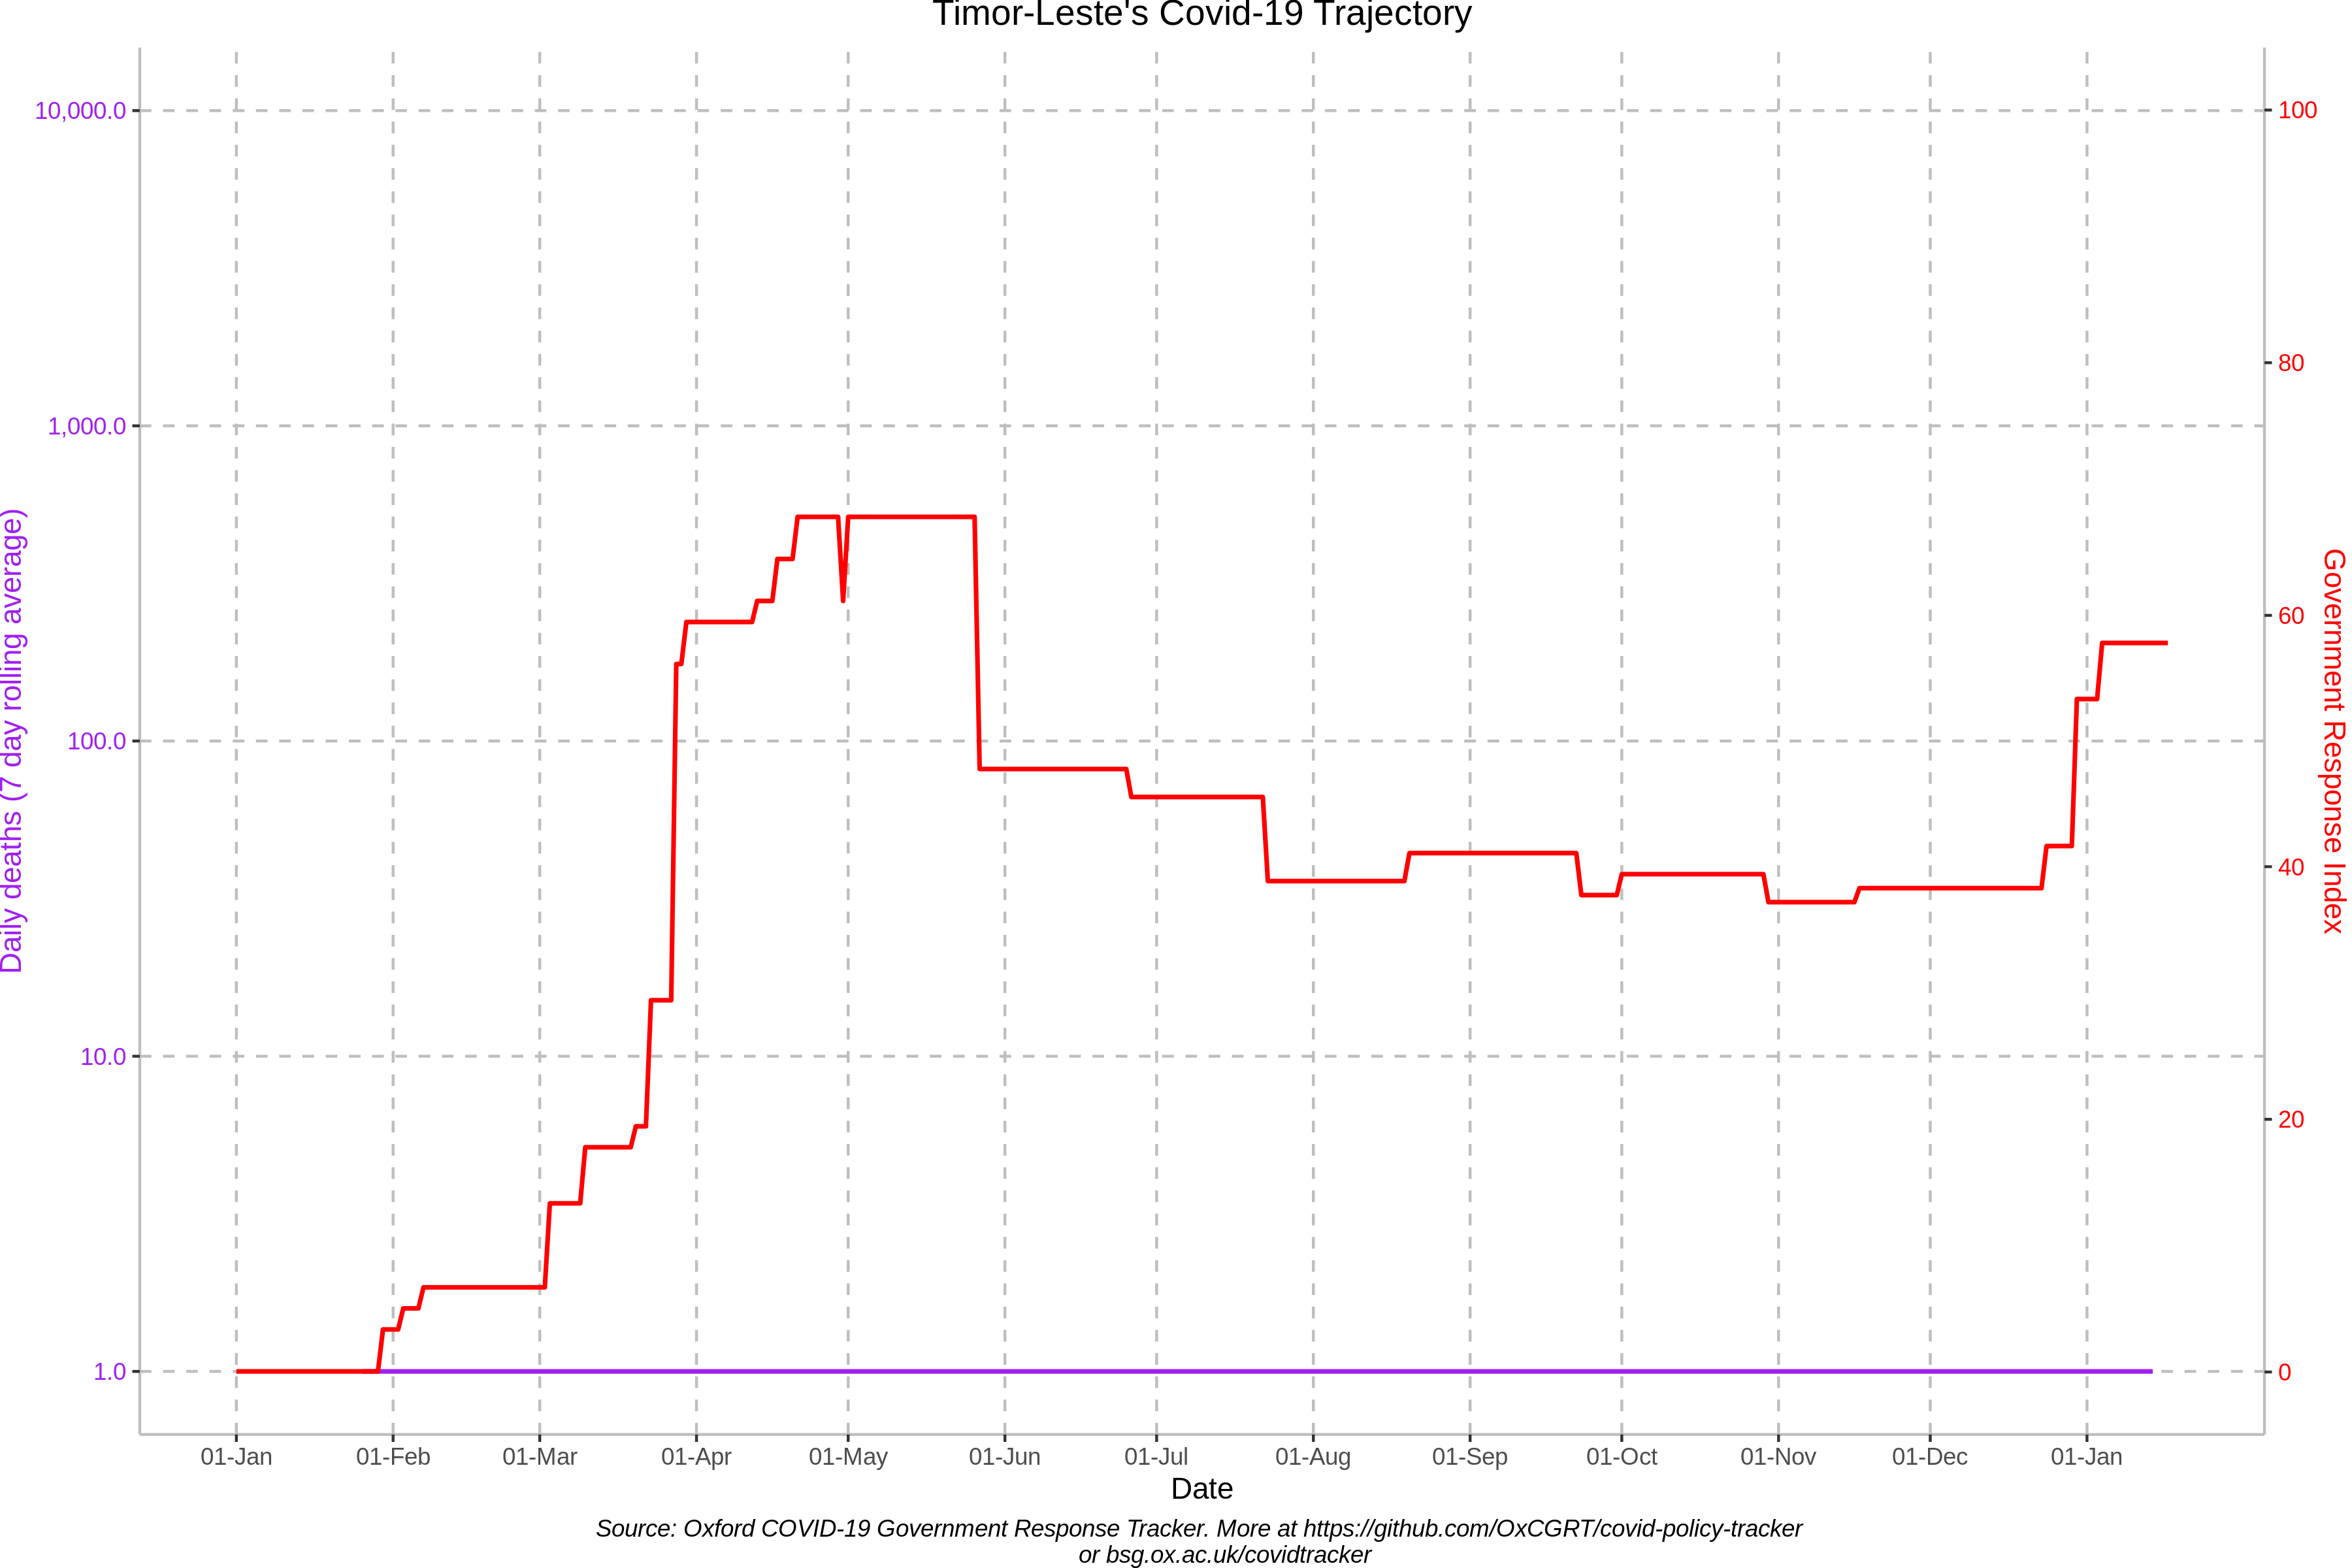 Timor-Leste's Covid-19 Trajectory
10,000.0
1,000.0
100.0
10.0
1.0
Daily deaths (7 day rolling average)
100
80
60
40
20
0
Government Response Index
01-Jan
01-Feb
01-Mar
01-Apr
01-May
01-Jun
01-Jul
01-Aug
01-Sep
01-Oct
01-Nov
01-Dec
01-Jan
Date
Source: Oxford COVID-19 Government Response Tracker. More at https://github.com/OxCGRT/covid-policy-tracker
or bsg.ox.ac.uk/covidtracker